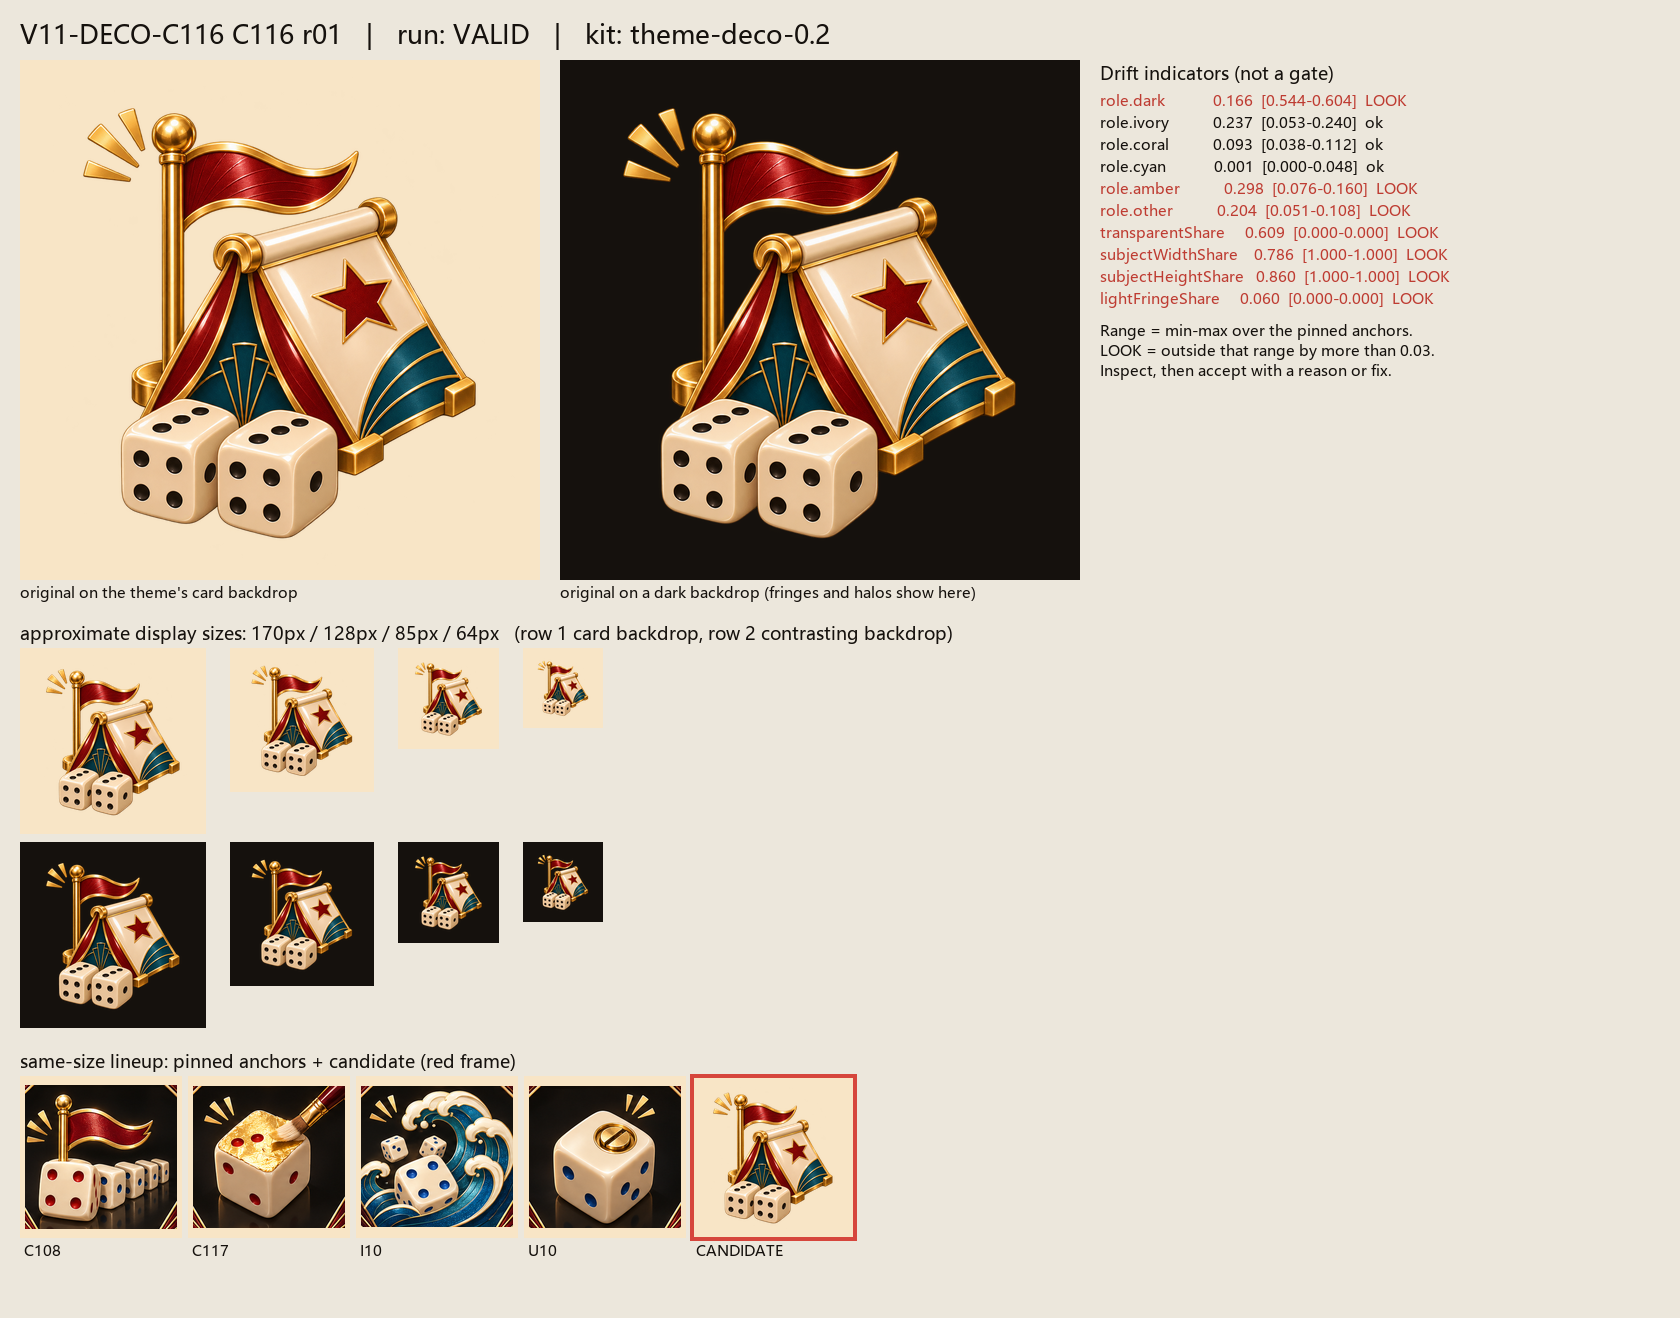 V11-DECO-C116 C116 r01 | run: VALID | kit: theme-deco-0.2
Drift indicators (not a gate)
role.dark 0.166 [0.544-0.604] LOOK
role.ivory 0.237 [0.053-0.240] ok
role.coral 0.093 [0.038-0.112] ok
role.cyan 0.001 [0.000-0.048] ok
role.amber 0.298 [0.076-0.160] LOOK
role.other 0.204 [0.051-0.108] LOOK
transparentShare 0.609 [0.000-0.000] LOOK
subjectWidthShare 0.786 [1.000-1.000] LOOK
subjectHeightShare 0.860 [1.000-1.000] LOOK
lightFringeShare 0.060 [0.000-0.000] LOOK
Range = min-max over the pinned anchors.
LOOK = outside that range by more than 0.03.
Inspect, then accept with a reason or fix.
original on the theme's card backdrop
original on a dark backdrop (fringes and halos show here)
approximate display sizes: 170px / 128px / 85px / 64px (row 1 card backdrop, row 2 contrasting backdrop)
same-size lineup: pinned anchors + candidate (red frame)
C108
C117
I10
U10
CANDIDATE